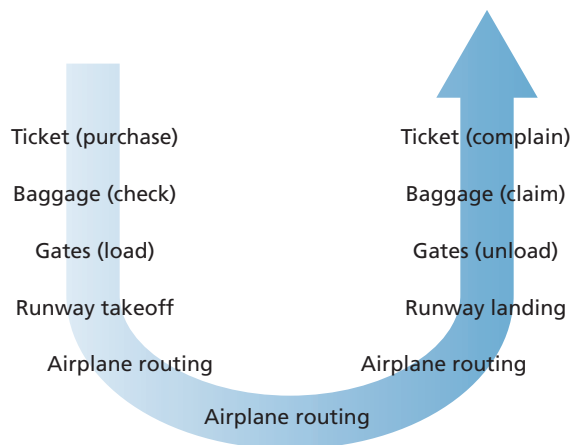 Ticket (purchase)
Baggage (check)
Gates (load)
Runway takeoff
Airplane routing
Airplane routing
Airplane routing
Runway landing
Gates (unload)
Baggage (claim)
Ticket (complain)